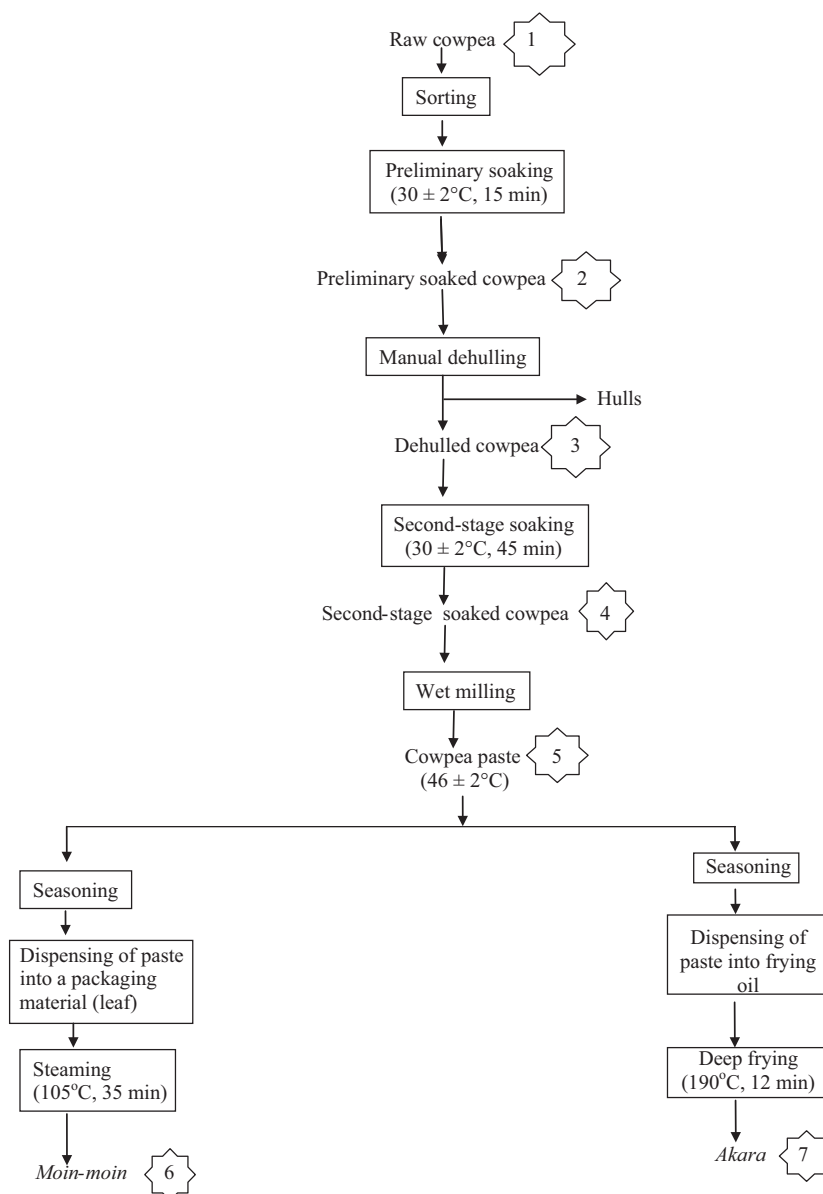 Raw cowpea 1
Sorting
Preliminary soaking
(30 ± 2°C, 15 min)
Preliminary soaked cowpea 2
Manual dehulling
Hulls
Dehulled cowpea 3
Second-stage soaking
(30 ± 2°C, 45 min)
Second-stage soaked cowpea 4
Wet milling
Cowpea paste 5
(46 ± 2°C)
Seasoning
Dispensing of paste
into a packaging
material (leaf)
Steaming
(105°C, 35 min)
Moin-moin 6
Seasoning
Dispensing of
paste into frying
oil
Deep frying
(190°C, 12 min)
Akara 7